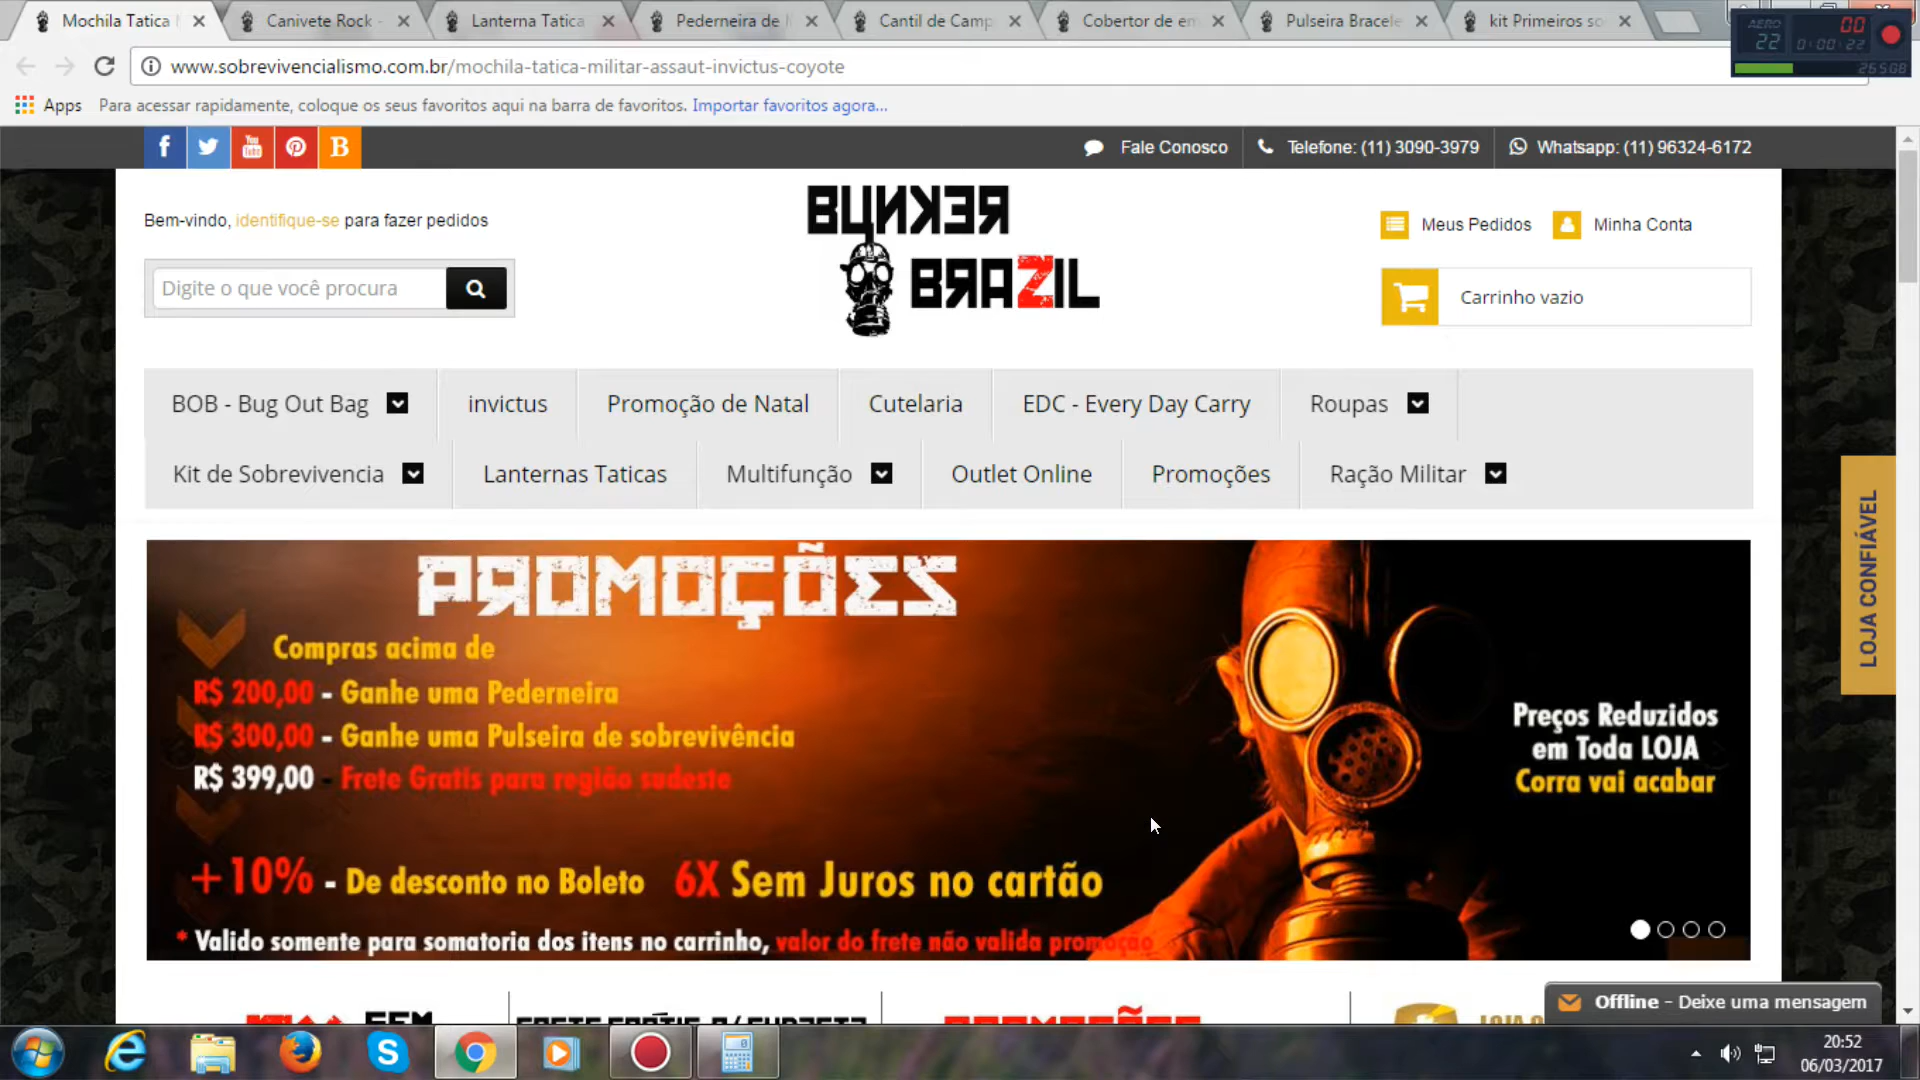 Mochila Tatica
Canivete Rock -
Lanterna Tatica
Pederneira de
Cantil de Camp
Cobertor de em
Pulseira Bracele
kit Primeiros so
AERO
22
00
0:00:22
265GB
www.sobrevivencialismo.com.br/mochila-tatica-militar-assaut-invictus-coyote
Apps
Para acessar rapidamente, coloque os seus favoritos aqui na barra de favoritos. Importar favoritos agora...
Fale Conosco
Telefone: (11) 3090-3979
Whatsapp: (11) 96324-6172
Bem-vindo, identifique-se para fazer pedidos
BUNKER
BRAZIL
Meus Pedidos
Minha Conta
Digite o que você procura
Carrinho vazio
BOB - Bug Out Bag
invictus
Promoção de Natal
Cutelaria
EDC - Every Day Carry
Roupas
Kit de Sobrevivencia
Lanternas Taticas
Multifunção
Outlet Online
Promoções
Ração Militar
LOJA CONFIÁVEL
PROMOÇÕES
Compras acima de
R$ 200,00 - Ganhe uma Pederneira
R$ 300,00 - Ganhe uma Pulseira de sobrevivência
R$ 399,00 - Frete Gratis para região sudeste
Preços Reduzidos
em Toda LOJA
Corra vai acabar
+10% - De desconto no Boleto
6X Sem Juros no cartão
* Valido somente para somatoria dos itens no carrinho, valor do frete não valida promoção
Offline - Deixe uma mensagem
20:52
06/03/2017